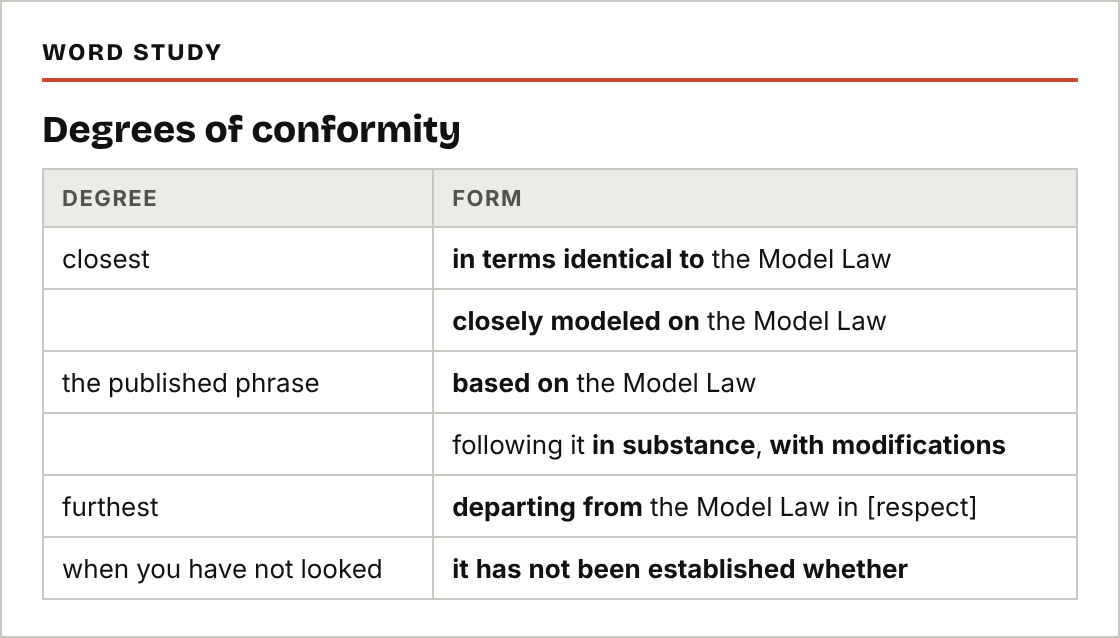 WORD STUDY
Degrees of conformity
DEGREE FORM
closest in terms identical to the Model Law
closely modeled on the Model Law
the published phrase based on the Model Law
following it in substance, with modifications
furthest departing from the Model Law in [respect]
when you have not looked it has not been established whether